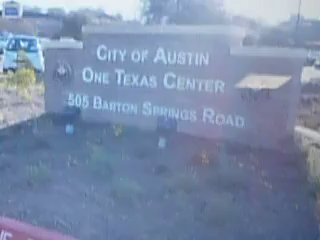 City of Austin
One Texas Center
505 Barton Springs Road